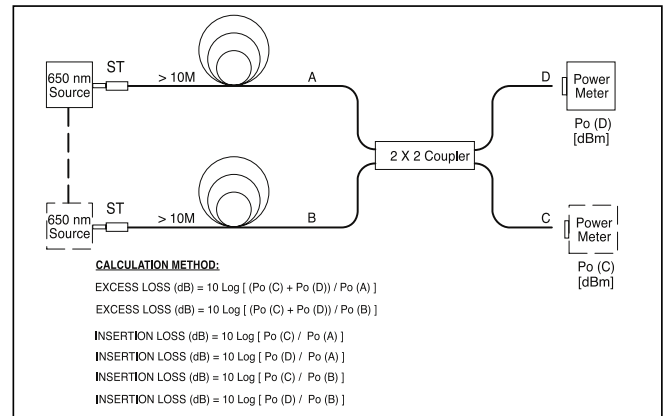 650 nm
Source
ST
> 10M
A
D
Power
Meter
Po (D)
[dBm]
2 X 2 Coupler
650 nm
Source
ST
> 10M
B
C
Power
Meter
Po (C)
[dBm]
CALCULATION METHOD:
EXCESS LOSS (dB) = 10 Log [ (Po (C) + Po (D)) / Po (A) ]
EXCESS LOSS (dB) = 10 Log [ (Po (C) + Po (D)) / Po (B) ]
INSERTION LOSS (dB) = 10 Log [ Po (C) / Po (A) ]
INSERTION LOSS (dB) = 10 Log [ Po (D) / Po (A) ]
INSERTION LOSS (dB) = 10 Log [ Po (C) / Po (B) ]
INSERTION LOSS (dB) = 10 Log [ Po (D) / Po (B) ]